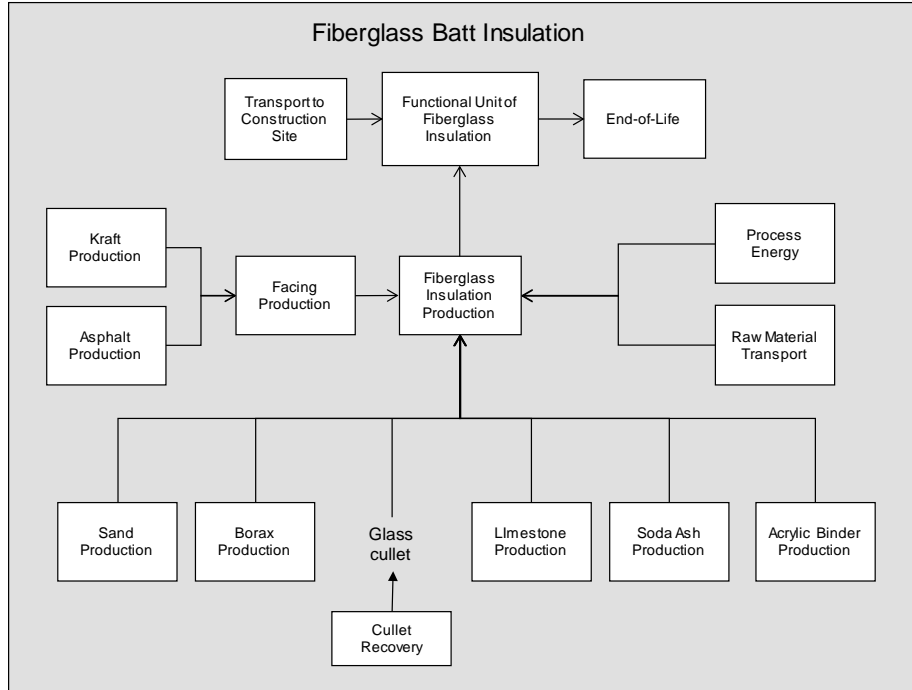 Fiberglass Batt Insulation
Transport to
Construction
Site
Functional Unit of
Fiberglass
Insulation
End-of-Life
Kraft
Production
Asphalt
Production
Facing
Production
Fiberglass
Insulation
Production
Process
Energy
Raw Material
Transport
Sand
Production
Borax
Production
Glass
cullet
LImestone
Production
Soda Ash
Production
Acrylic Binder
Production
Cullet
Recovery